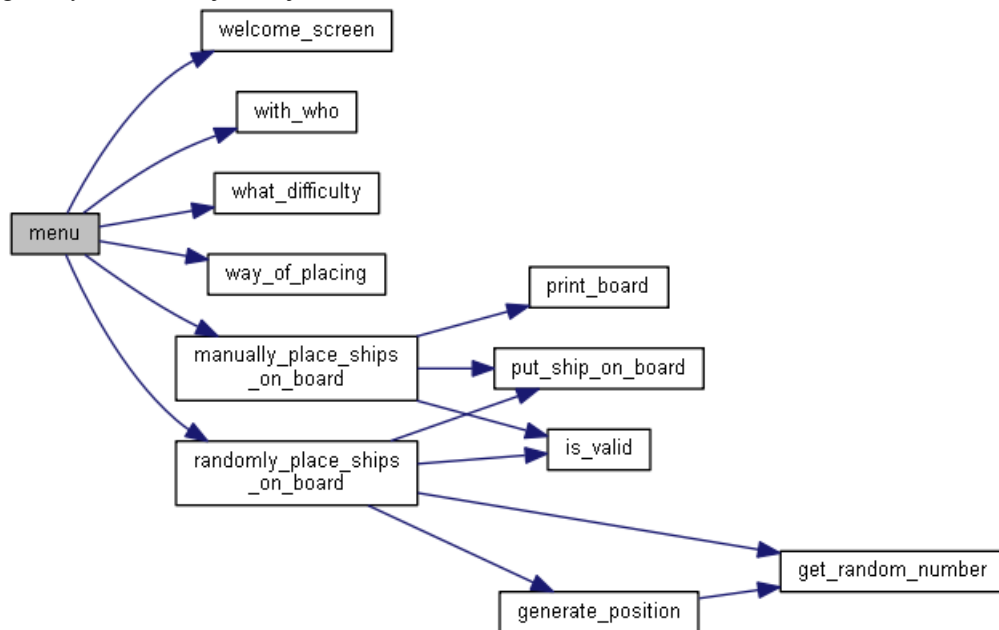 welcome_screen
with_who
what_difficulty
menu
way_of_placing
print_board
manually_place_ships
_on_board
put_ship_on_board
is_valid
randomly_place_ships
_on_board
get_random_number
generate_position